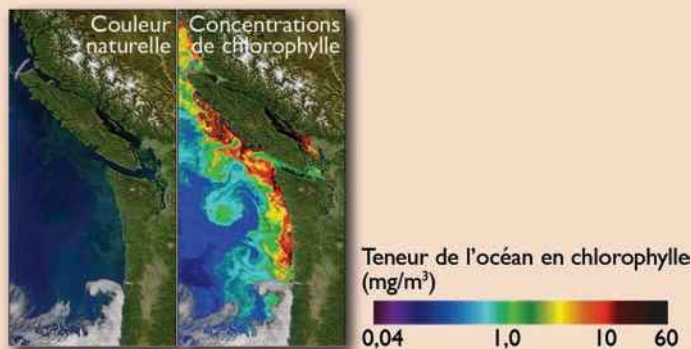 Couleur
naturelle
Concentrations
de chlorophylle
Teneur de l'océan en chlorophylle
(mg/m³)
0,04 1,0 10 60